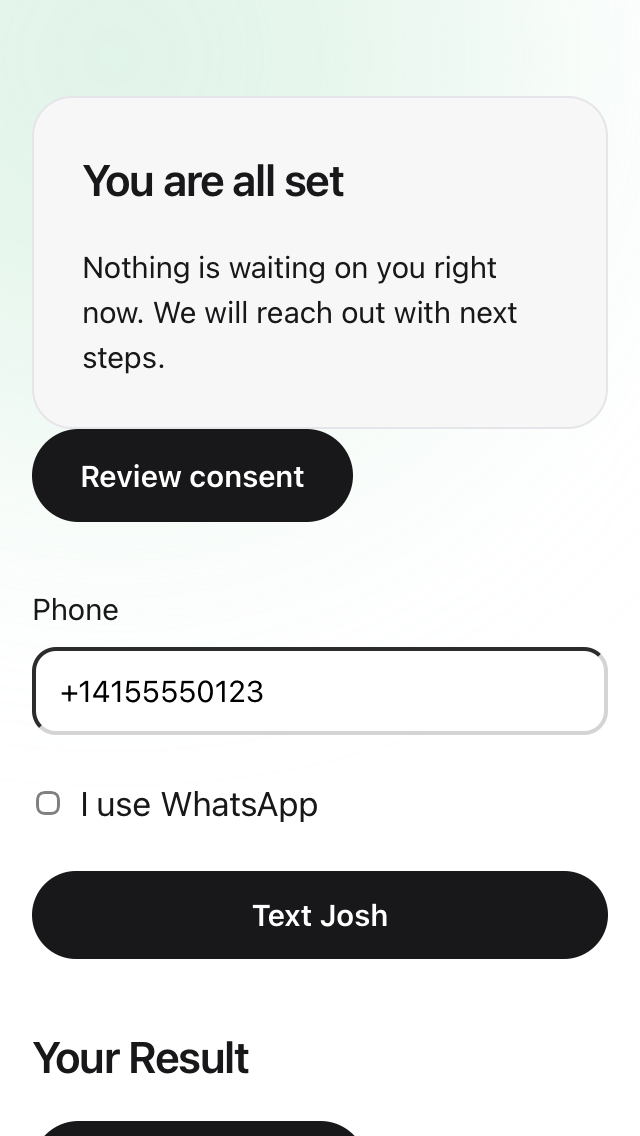 You are all set
Nothing is waiting on you right
now. We will reach out with next
steps.
Review consent
Phone
+14155550123
I use WhatsApp
Text Josh
Your Result